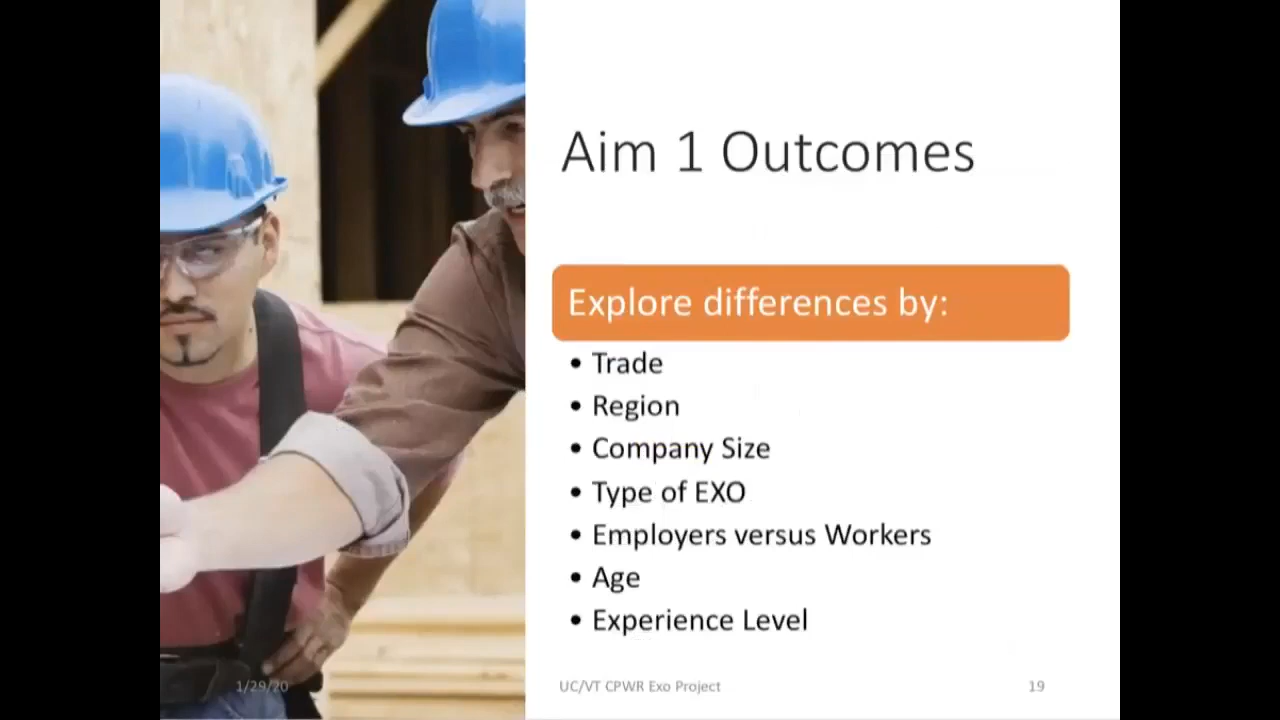 Aim 1 Outcomes
Explore differences by:
• Trade
• Region
• Company Size
• Type of EXO
• Employers versus Workers
• Age
• Experience Level
1/29/20
UC/VT CPWR Exo Project
19